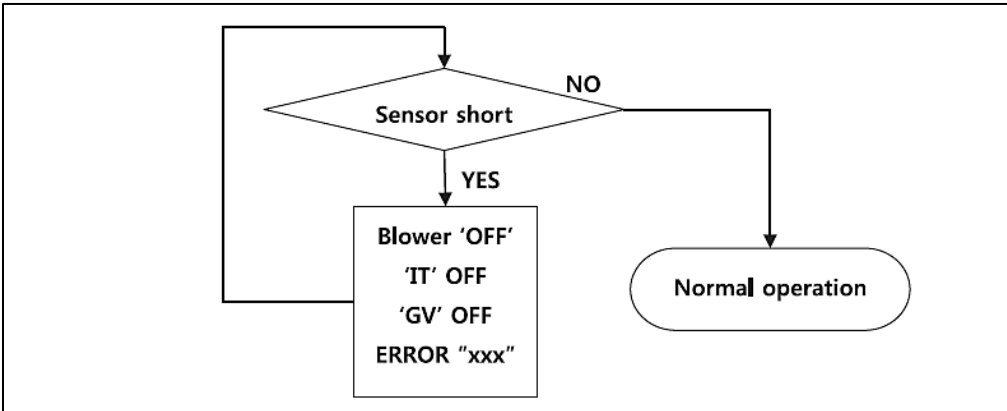 NO
Sensor short
YES
Blower ‘OFF’
‘IT’ OFF
‘GV’ OFF
ERROR ”xxx”
Normal operation